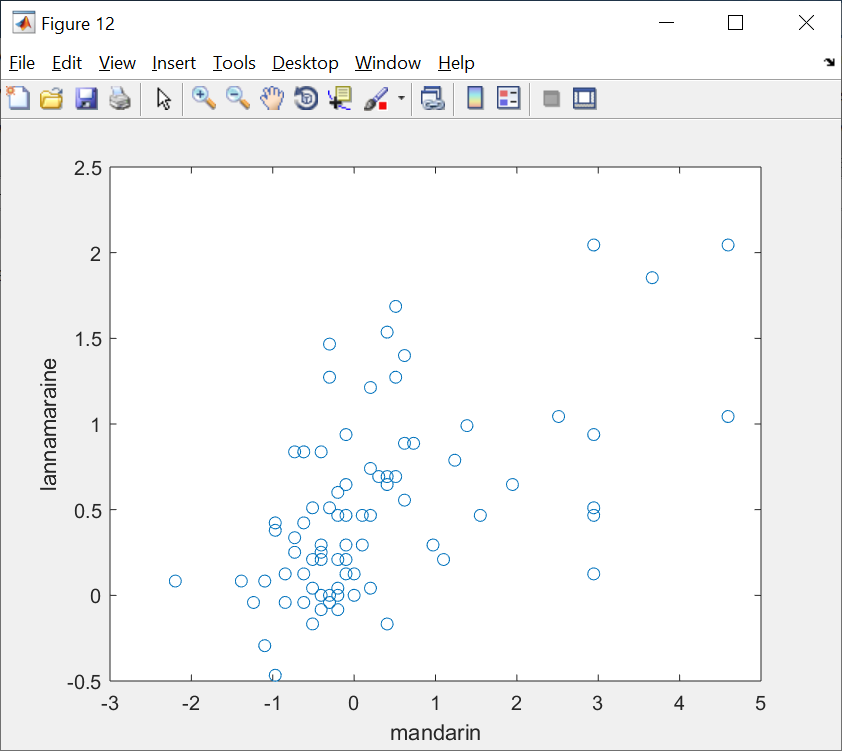 Figure 12
File Edit View Insert Tools Desktop Window Help
2.5
2
1.5
1
0.5
0
-0.5
lannamaraine
-3 -2 -1 0 1 2 3 4 5
mandarin